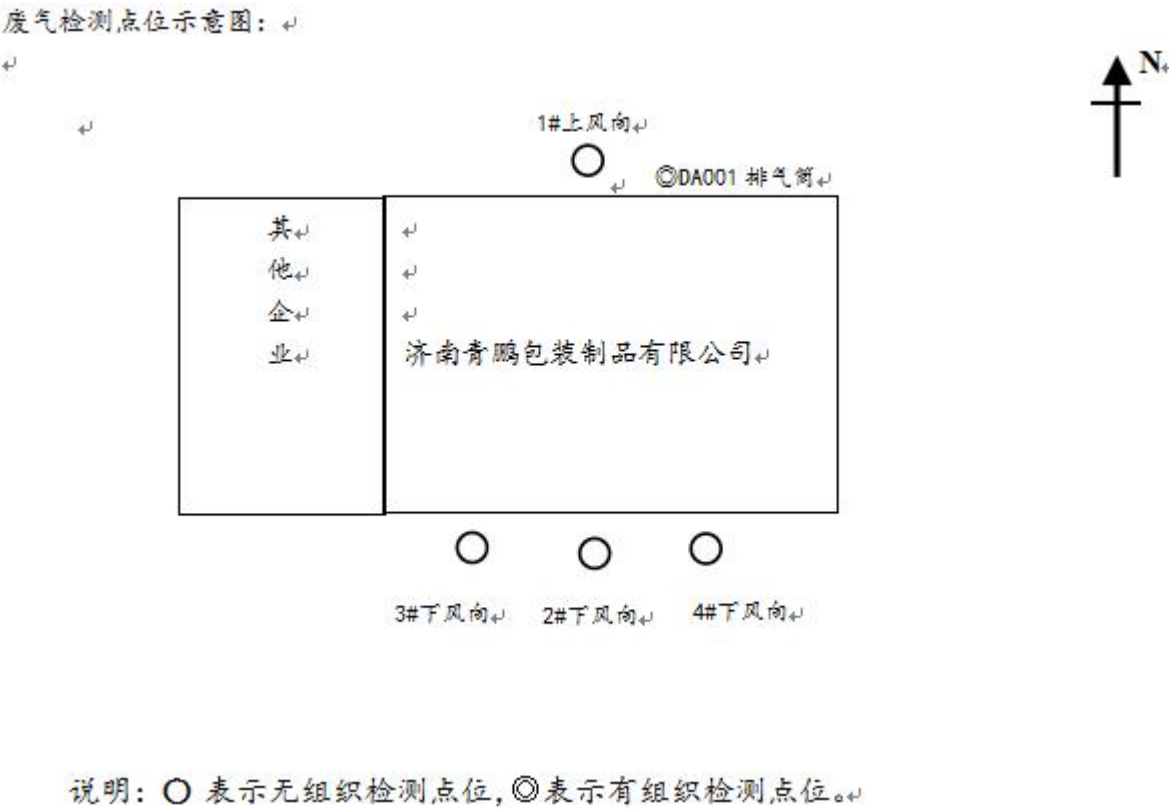 废气检测点位示意图：
N
1#上风向
◎DA001 排气筒
其
他
企
业
济南青鹏包装制品有限公司
3#下风向
2#下风向
4#下风向
说明：○ 表示无组织检测点位，◎表示有组织检测点位。